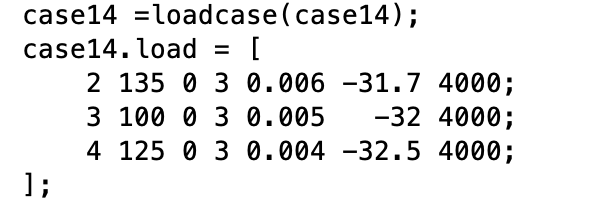 case14 =loadcase(case14);
case14.load = [
    2 135 0 3 0.006 −31.7 4000;
    3 100 0 3 0.005   −32 4000;
    4 125 0 3 0.004 −32.5 4000;
];